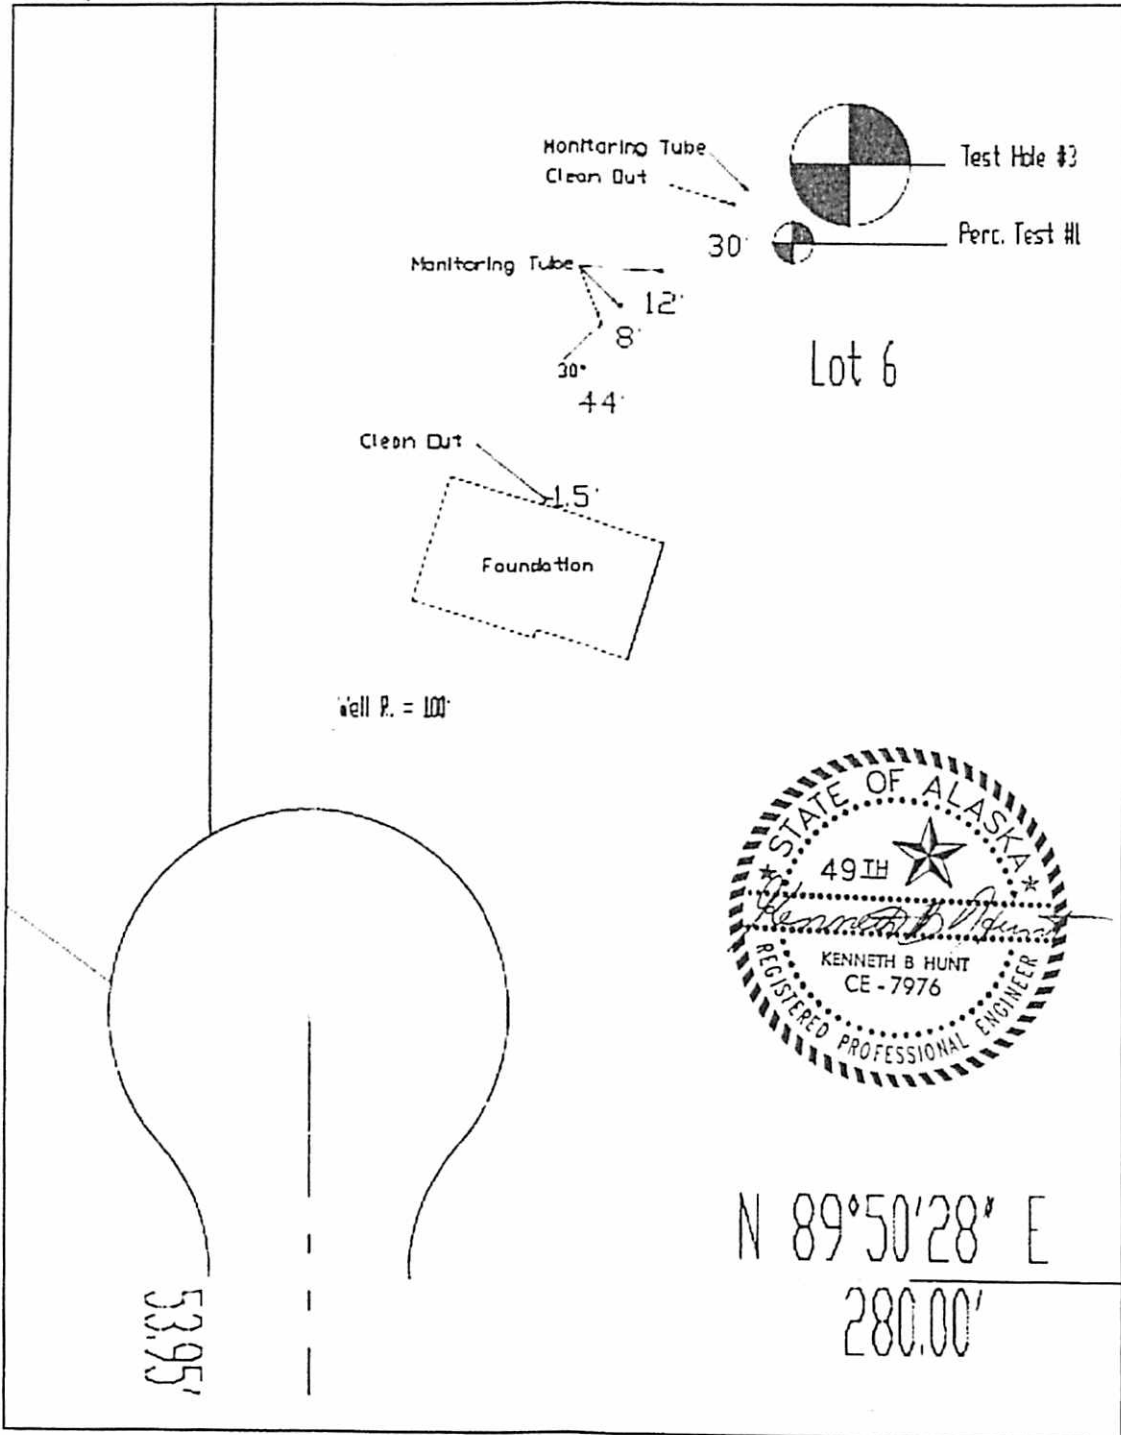 Monitoring Tube
Clean Out
Test Hole #3
Perc. Test #1
30'
Monitoring Tube
12'
8'
30°
44'
Lot 6
Clean Out
1.5'
Foundation
Well R. = 100'
STATE OF ALASKA
49TH
Kenneth B Hunt
KENNETH B HUNT
CE-7976
REGISTERED PROFESSIONAL ENGINEER
N 89°50'28" E
280.00'
53.95'